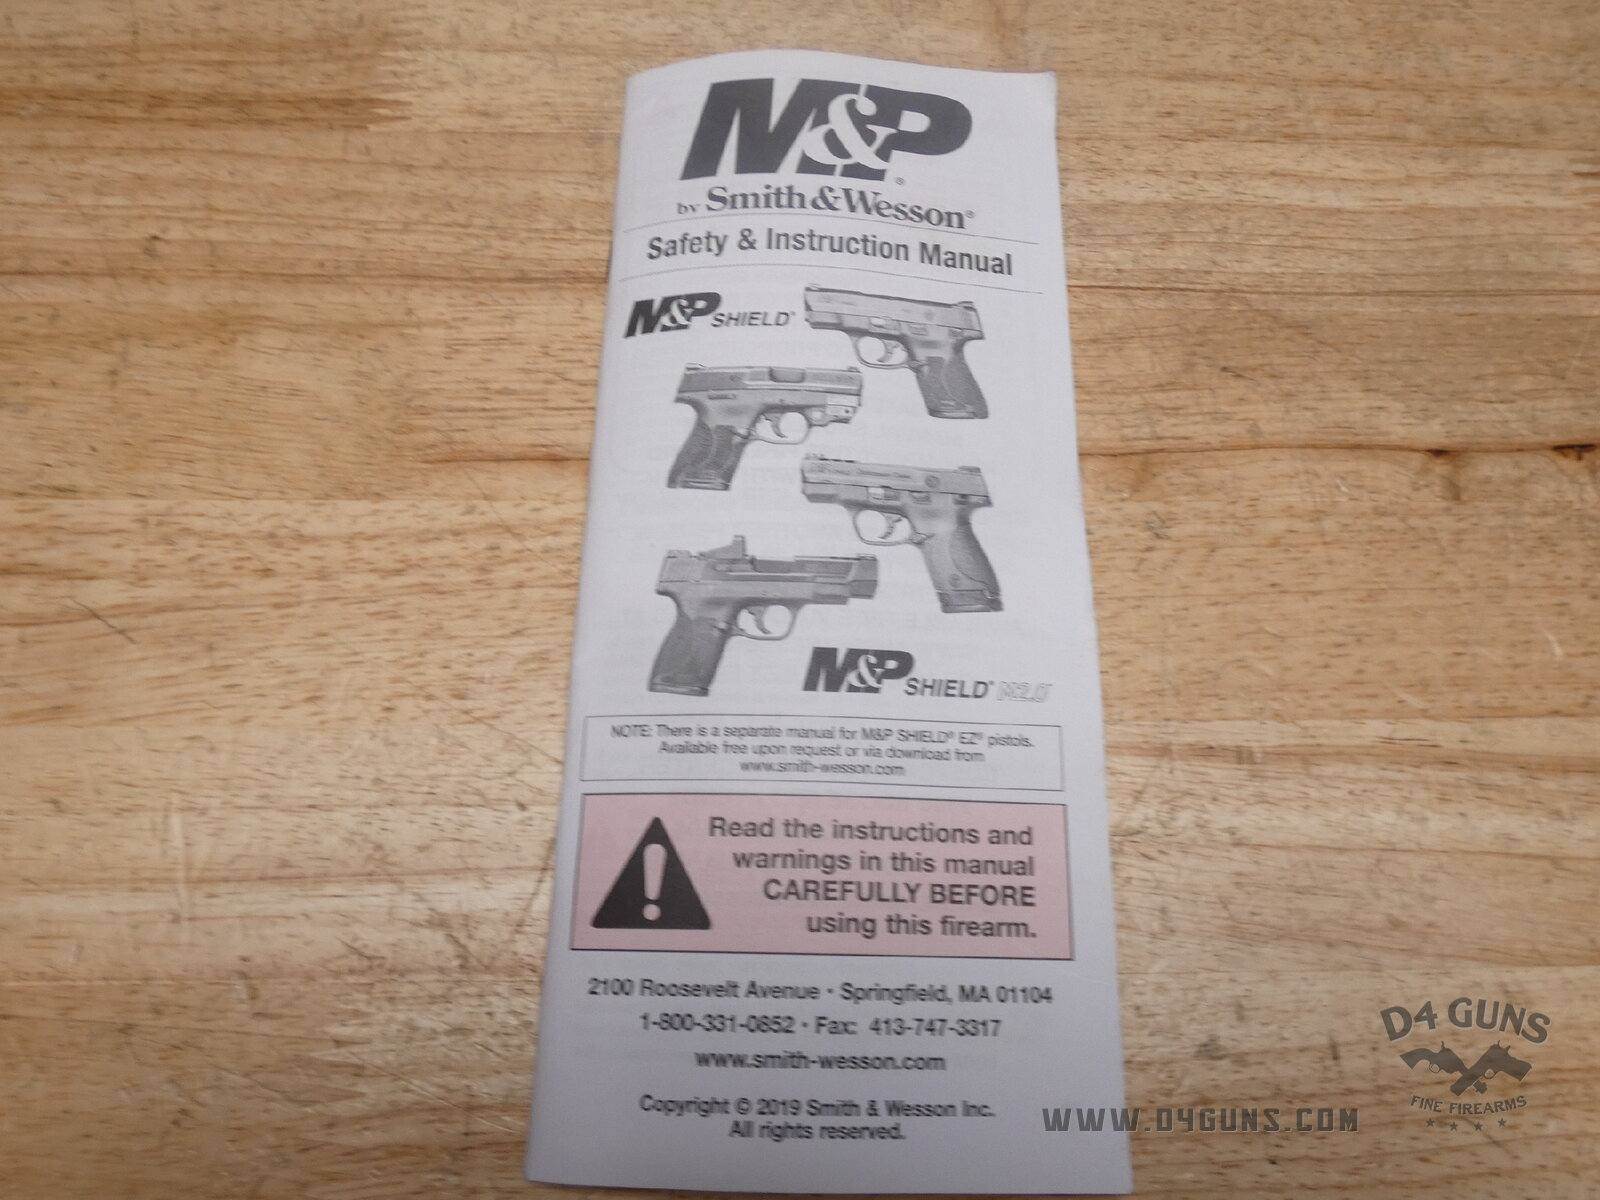 M&P®
by Smith & Wesson®
Safety & Instruction Manual
M&P SHIELD®
M&P SHIELD® M2.0
NOTE: There is a separate manual for M&P SHIELD® EZ® pistols.
Available free upon request or via download from
www.smith-wesson.com
Read the instructions and
warnings in this manual
CAREFULLY BEFORE
using this firearm.
2100 Roosevelt Avenue • Springfield, MA 01104
1-800-331-0852 • Fax: 413-747-3317
www.smith-wesson.com
Copyright © 2019 Smith & Wesson Inc.
All rights reserved.
D4 GUNS
FINE FIREARMS
WWW.D4GUNS.COM